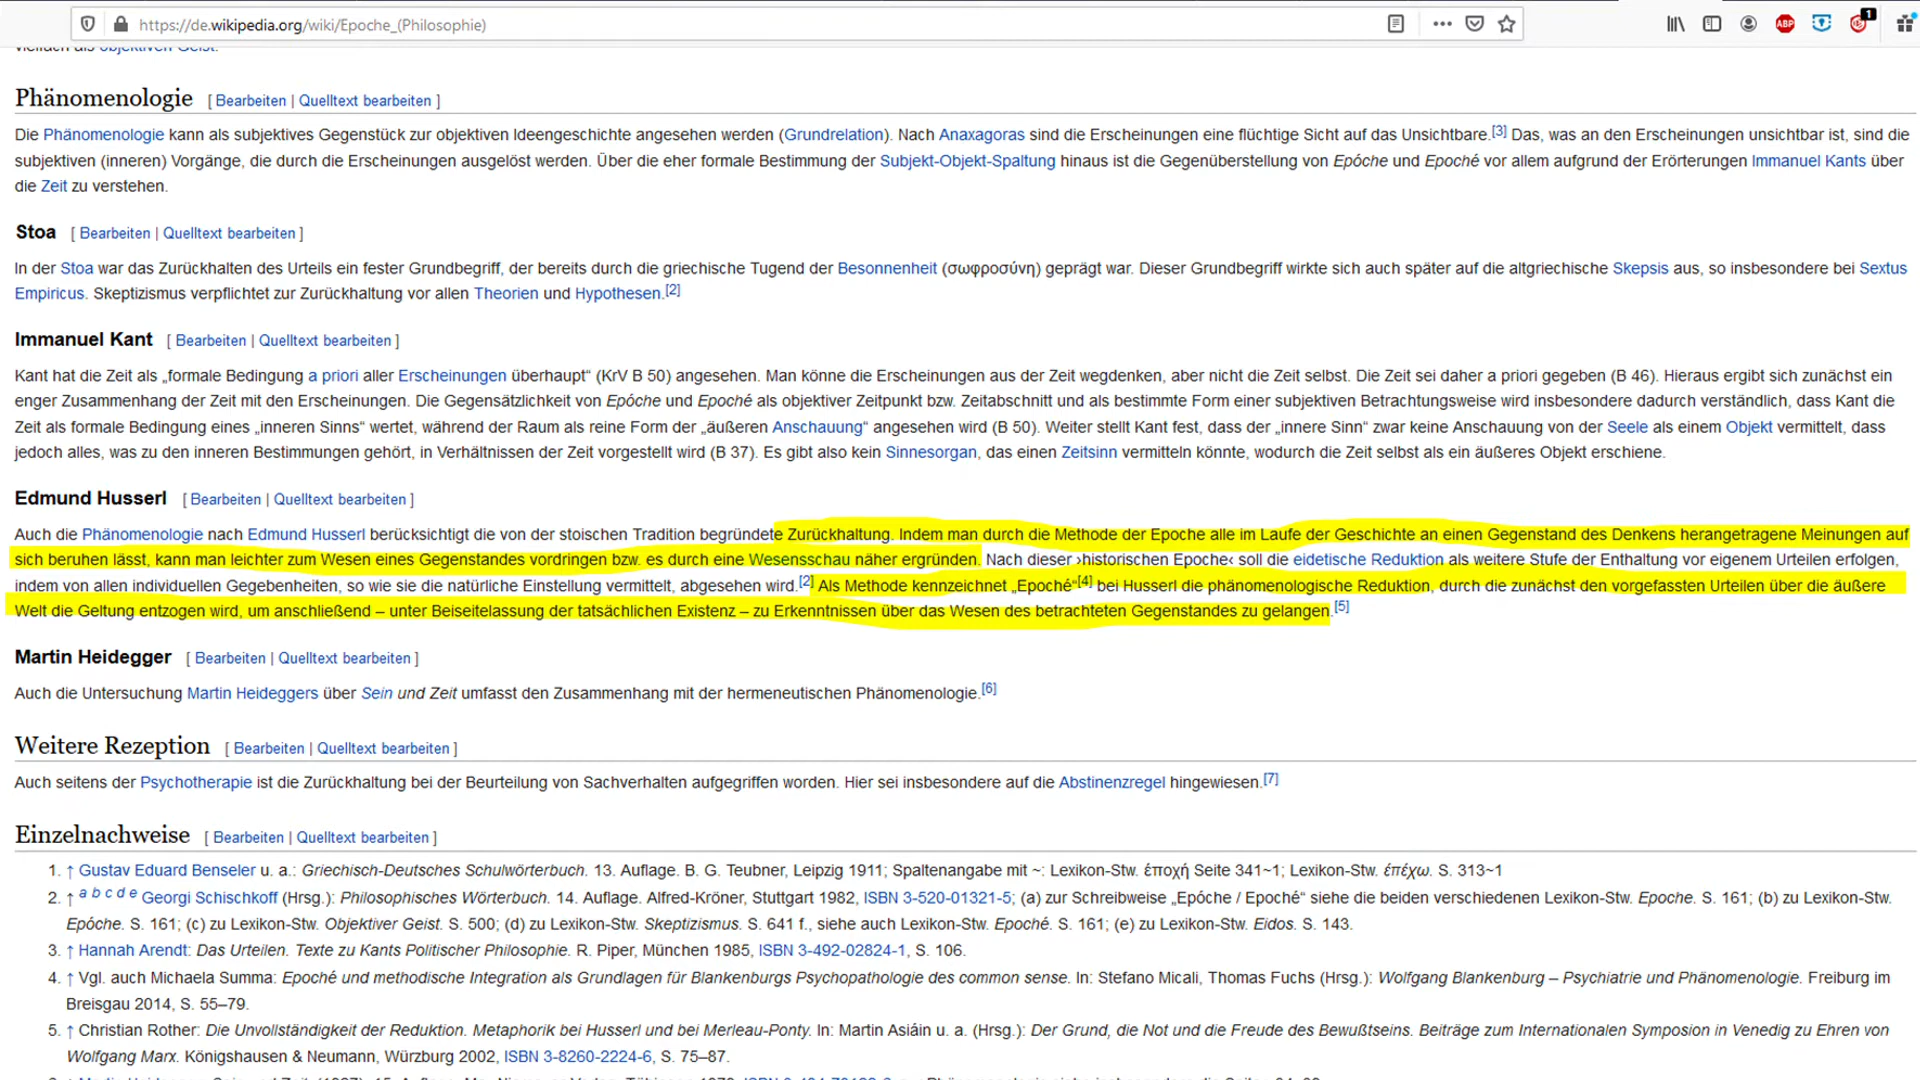 https://de.wikipedia.org/wiki/Epoche_(Philosophie)
ABP
1
vielfach als objektiven Geist.
Phänomenologie [ Bearbeiten | Quelltext bearbeiten ]
Die Phänomenologie kann als subjektives Gegenstück zur objektiven Ideengeschichte angesehen werden (Grundrelation). Nach Anaxagoras sind die Erscheinungen eine flüchtige Sicht auf das Unsichtbare.[3] Das, was an den Erscheinungen unsichtbar ist, sind die
subjektiven (inneren) Vorgänge, die durch die Erscheinungen ausgelöst werden. Über die eher formale Bestimmung der Subjekt-Objekt-Spaltung hinaus ist die Gegenüberstellung von Epóche und Epoché vor allem aufgrund der Erörterungen Immanuel Kants über
die Zeit zu verstehen.
Stoa [ Bearbeiten | Quelltext bearbeiten ]
In der Stoa war das Zurückhalten des Urteils ein fester Grundbegriff, der bereits durch die griechische Tugend der Besonnenheit (σωφροσύνη) geprägt war. Dieser Grundbegriff wirkte sich auch später auf die altgriechische Skepsis aus, so insbesondere bei Sextus
Empiricus. Skeptizismus verpflichtet zur Zurückhaltung vor allen Theorien und Hypothesen.[2]
Immanuel Kant [ Bearbeiten | Quelltext bearbeiten ]
Kant hat die Zeit als „formale Bedingung a priori aller Erscheinungen überhaupt“ (KrV B 50) angesehen. Man könne die Erscheinungen aus der Zeit wegdenken, aber nicht die Zeit selbst. Die Zeit sei daher a priori gegeben (B 46). Hieraus ergibt sich zunächst ein
enger Zusammenhang der Zeit mit den Erscheinungen. Die Gegensätzlichkeit von Epóche und Epoché als objektiver Zeitpunkt bzw. Zeitabschnitt und als bestimmte Form einer subjektiven Betrachtungsweise wird insbesondere dadurch verständlich, dass Kant die
Zeit als formale Bedingung eines „inneren Sinns“ wertet, während der Raum als reine Form der „äußeren Anschauung“ angesehen wird (B 50). Weiter stellt Kant fest, dass der „innere Sinn“ zwar keine Anschauung von der Seele als einem Objekt vermittelt, dass
jedoch alles, was zu den inneren Bestimmungen gehört, in Verhältnissen der Zeit vorgestellt wird (B 37). Es gibt also kein Sinnesorgan, das einen Zeitsinn vermitteln könnte, wodurch die Zeit selbst als ein äußeres Objekt erschiene.
Edmund Husserl [ Bearbeiten | Quelltext bearbeiten ]
Auch die Phänomenologie nach Edmund Husserl berücksichtigt die von der stoischen Tradition begründete Zurückhaltung. Indem man durch die Methode der Epoche alle im Laufe der Geschichte an einen Gegenstand des Denkens herangetragene Meinungen auf
sich beruhen lässt, kann man leichter zum Wesen eines Gegenstandes vordringen bzw. es durch eine Wesensschau näher ergründen. Nach dieser ›historischen Epoche‹ soll die eidetische Reduktion als weitere Stufe der Enthaltung vor eigenem Urteilen erfolgen,
indem von allen individuellen Gegebenheiten, so wie sie die natürliche Einstellung vermittelt, abgesehen wird.[2] Als Methode kennzeichnet „Epoché“[4] bei Husserl die phänomenologische Reduktion, durch die zunächst den vorgefassten Urteilen über die äußere
Welt die Geltung entzogen wird, um anschließend – unter Beiseitelassung der tatsächlichen Existenz – zu Erkenntnissen über das Wesen des betrachteten Gegenstandes zu gelangen.[5]
Martin Heidegger [ Bearbeiten | Quelltext bearbeiten ]
Auch die Untersuchung Martin Heideggers über Sein und Zeit umfasst den Zusammenhang mit der hermeneutischen Phänomenologie.[6]
Weitere Rezeption [ Bearbeiten | Quelltext bearbeiten ]
Auch seitens der Psychotherapie ist die Zurückhaltung bei der Beurteilung von Sachverhalten aufgegriffen worden. Hier sei insbesondere auf die Abstinenzregel hingewiesen.[7]
Einzelnachweise [ Bearbeiten | Quelltext bearbeiten ]
1. ↑ Gustav Eduard Benseler u. a.: Griechisch-Deutsches Schulwörterbuch. 13. Auflage. B. G. Teubner, Leipzig 1911; Spaltenangabe mit ~: Lexikon-Stw. ἐποχή Seite 341~1; Lexikon-Stw. ἐπέχω. S. 313~1
2. ↑ a b c d e Georgi Schischkoff (Hrsg.): Philosophisches Wörterbuch. 14. Auflage. Alfred-Kröner, Stuttgart 1982, ISBN 3-520-01321-5; (a) zur Schreibweise „Epóche / Epoché“ siehe die beiden verschiedenen Lexikon-Stw. Epoche. S. 161; (b) zu Lexikon-Stw.
Epóche. S. 161; (c) zu Lexikon-Stw. Objektiver Geist. S. 500; (d) zu Lexikon-Stw. Skeptizismus. S. 641 f., siehe auch Lexikon-Stw. Epoché. S. 161; (e) zu Lexikon-Stw. Eidos. S. 143.
3. ↑ Hannah Arendt: Das Urteilen. Texte zu Kants Politischer Philosophie. R. Piper, München 1985, ISBN 3-492-02824-1, S. 106.
4. ↑ Vgl. auch Michaela Summa: Epoché und methodische Integration als Grundlagen für Blankenburgs Psychopathologie des common sense. In: Stefano Micali, Thomas Fuchs (Hrsg.): Wolfgang Blankenburg – Psychiatrie und Phänomenologie. Freiburg im
Breisgau 2014, S. 55–79.
5. ↑ Christian Rother: Die Unvollständigkeit der Reduktion. Metaphorik bei Husserl und bei Merleau-Ponty. In: Martin Asiáin u. a. (Hrsg.): Der Grund, die Not und die Freude des Bewußtseins. Beiträge zum Internationalen Symposion in Venedig zu Ehren von
Wolfgang Marx. Königshausen & Neumann, Würzburg 2002, ISBN 3-8260-2224-6, S. 75–87.